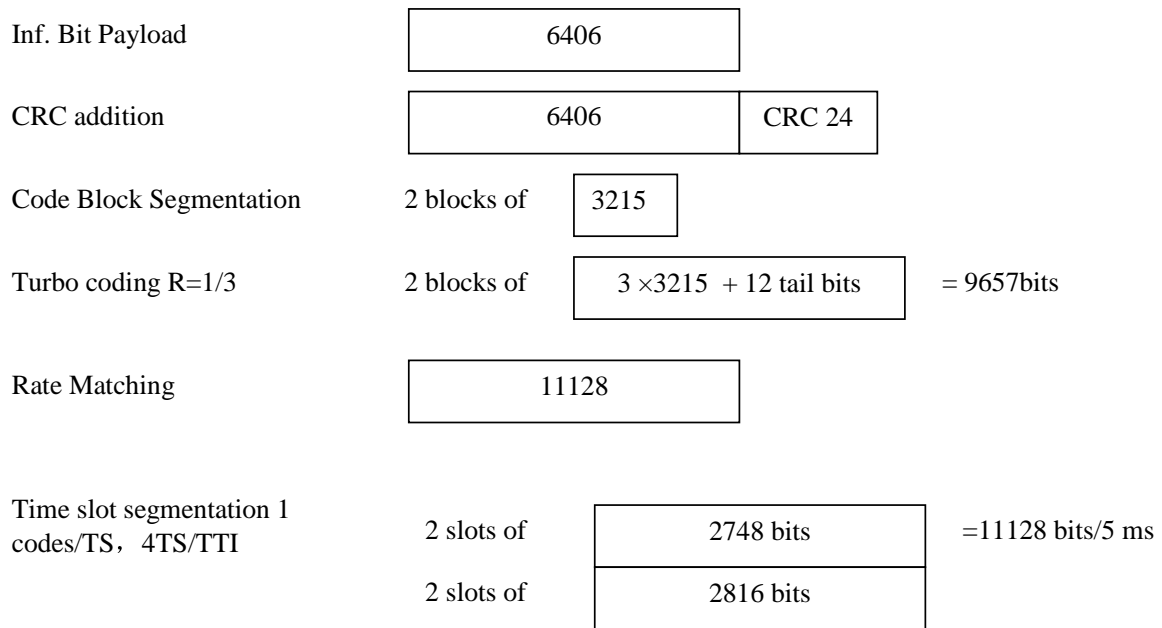 Inf. Bit Payload 6406
CRC addition 6406 CRC 24
Code Block Segmentation 2 blocks of 3215
Turbo coding R=1/3 2 blocks of 3 ×3215 + 12 tail bits = 9657bits
Rate Matching 11128
Time slot segmentation 1
codes/TS，4TS/TTI 2 slots of 2748 bits =11128 bits/5 ms
2 slots of 2816 bits